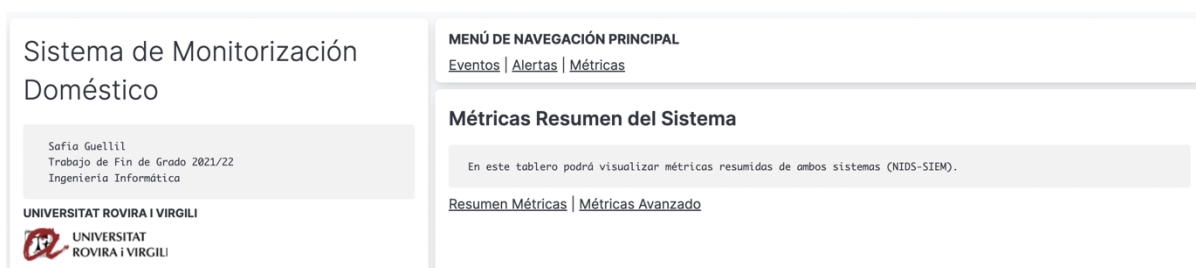 Sistema de Monitorización
Doméstico
Safia Guellil
Trabajo de Fin de Grado 2021/22
Ingeniería Informática
UNIVERSITAT ROVIRA I VIRGILI
UNIVERSITAT
ROVIRA i VIRGILI
MENÚ DE NAVEGACIÓN PRINCIPAL
Eventos | Alertas | Métricas
Métricas Resumen del Sistema
En este tablero podrá visualizar métricas resumidas de ambos sistemas (NIDS-SIEM).
Resumen Métricas | Métricas Avanzado